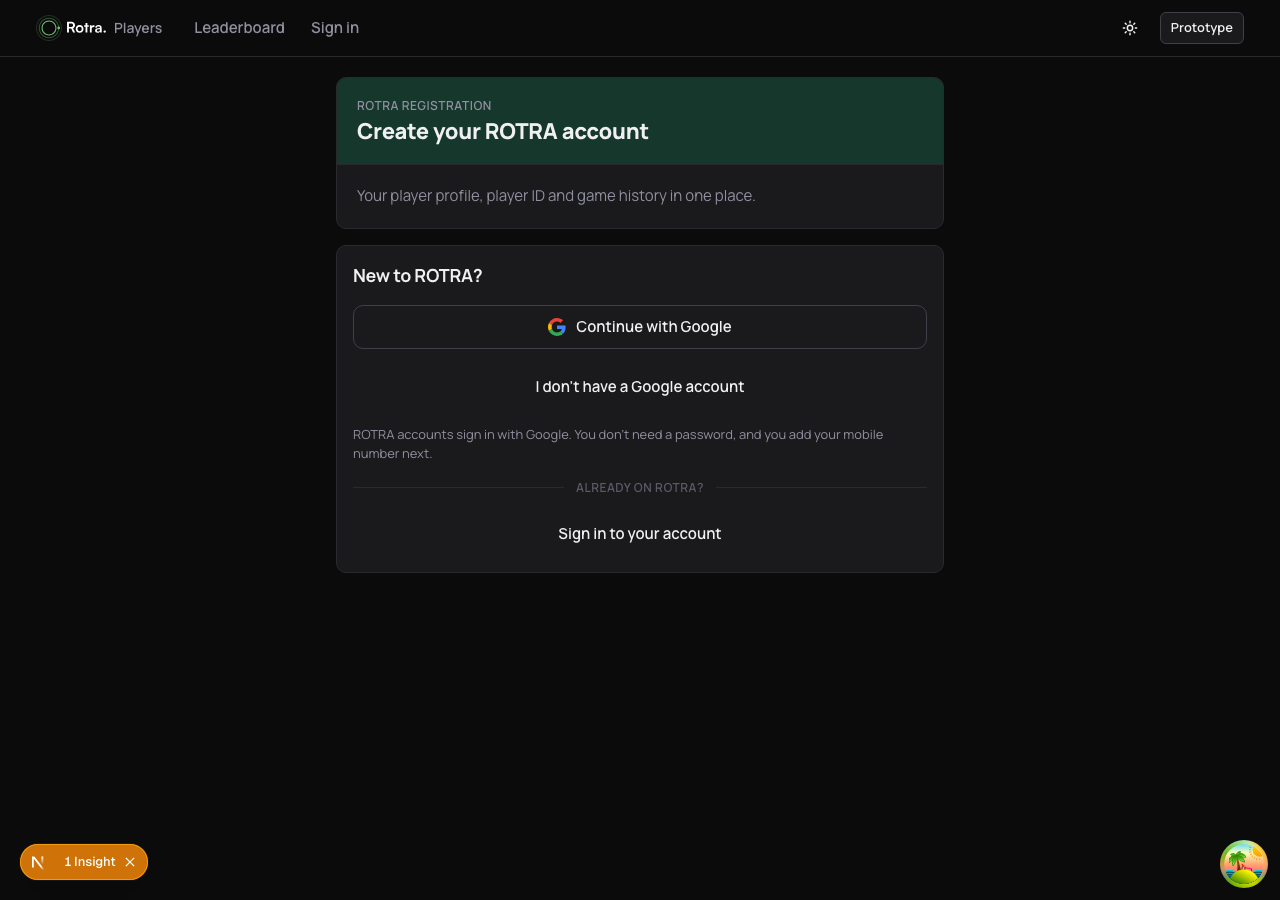 Rotra. Players Leaderboard Sign in Prototype
ROTRA REGISTRATION
Create your ROTRA account
Your player profile, player ID and game history in one place.
New to ROTRA?
Continue with Google
I don't have a Google account
ROTRA accounts sign in with Google. You don't need a password, and you add your mobile
number next.
ALREADY ON ROTRA?
Sign in to your account
1 Insight